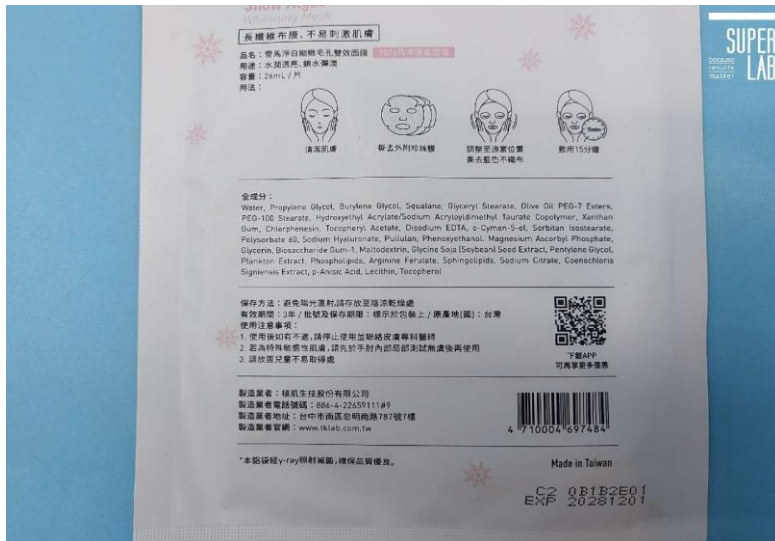 Snow Algae
Whitening Mask
長纖維布膜、不易刺激肌膚
品名：雪馬淨白細緻毛孔雙效面膜
用途：水潤透亮、鎖水彈潤
容量：26mL / 片
用法：
清潔肌膚
撕去外附珍珠膜
調整至適當位置
撕去藍色不織布
敷用15分鐘
全成分：
Water, Propylene Glycol, Butylene Glycol, Squalane, Glyceryl Stearate, Olive Oil PEG-7 Esters,
PEG-100 Stearate, Hydroxyethyl Acrylate/Sodium Acryloyldimethyl Taurate Copolymer, Xanthan
Gum, Chlorphenesin, Tocopheryl Acetate, Disodium EDTA, o-Cymen-5-ol, Sorbitan Isostearate,
Polysorbate 60, Sodium Hyaluronate, Pullulan, Phenoxyethanol, Magnesium Ascorbyl Phosphate,
Glycerin, Biosaccharide Gum-1, Maltodextrin, Glycine Soja (Soybean) Seed Extract, Pentylene Glycol,
Plankton Extract, Phospholipids, Arginine Ferulate, Sphingolipids, Sodium Citrate, Coenochloris
Signiensis Extract, p-Anisic Acid, Lecithin, Tocopherol
保存方法：避免陽光直射,請存放至陰涼乾燥處
有效期間：3年 / 批號及保存期限：標示於包裝上 / 原產地(國)：台灣
使用注意事項：
1. 使用後如有不適,請停止使用並聯絡皮膚專科醫師
2. 若為特殊敏感性肌膚,請先於手肘內部局部測試無虞後再使用
3. 請放置兒童不易取得處
下載APP
可再享更多優惠
製造業者：積肌生技股份有限公司
製造業者電話號碼：886-4-22659111#9
製造業者地址：台中市南區忠明南路787號7樓
製造業者官網：www.tklab.com.tw
4 710004 697484
*本鋁袋經γ-ray照射滅菌,確保品質優良。
Made in Taiwan
C2 0B1B2E01
EXP 20281201
SUPER
because
results
matter
LAB